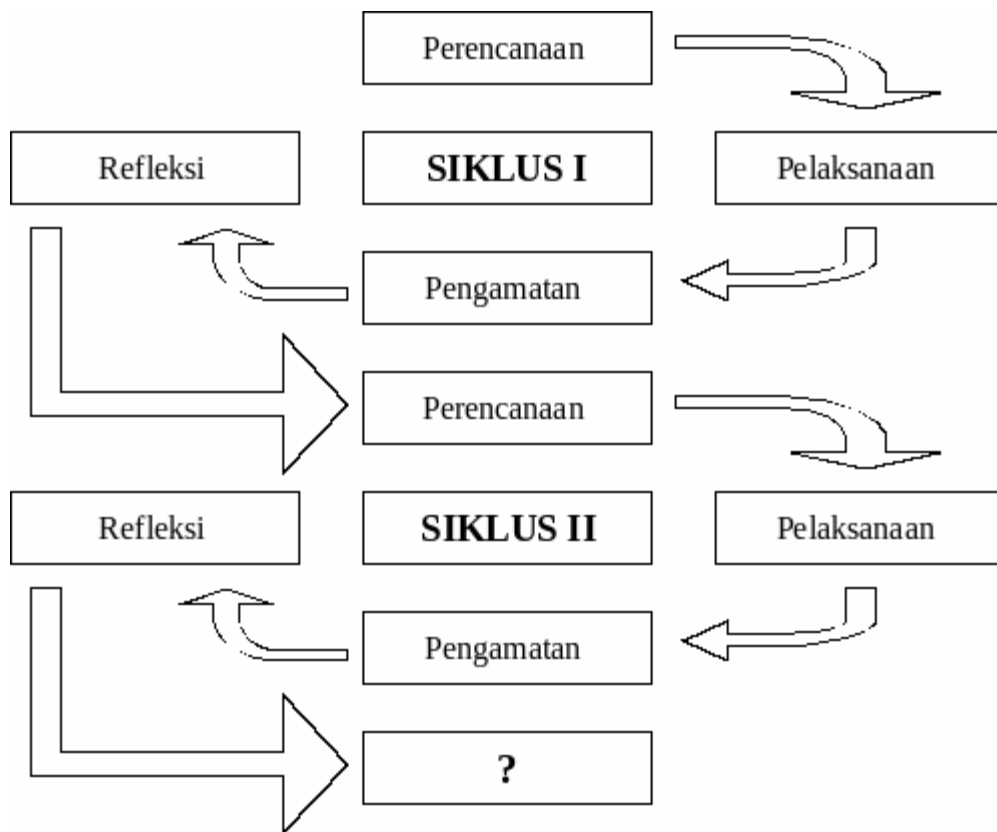 Perencanaan
Refleksi
SIKLUS I
Pelaksanaan
Pengamatan
Perencanaan
Refleksi
SIKLUS II
Pelaksanaan
Pengamatan
?